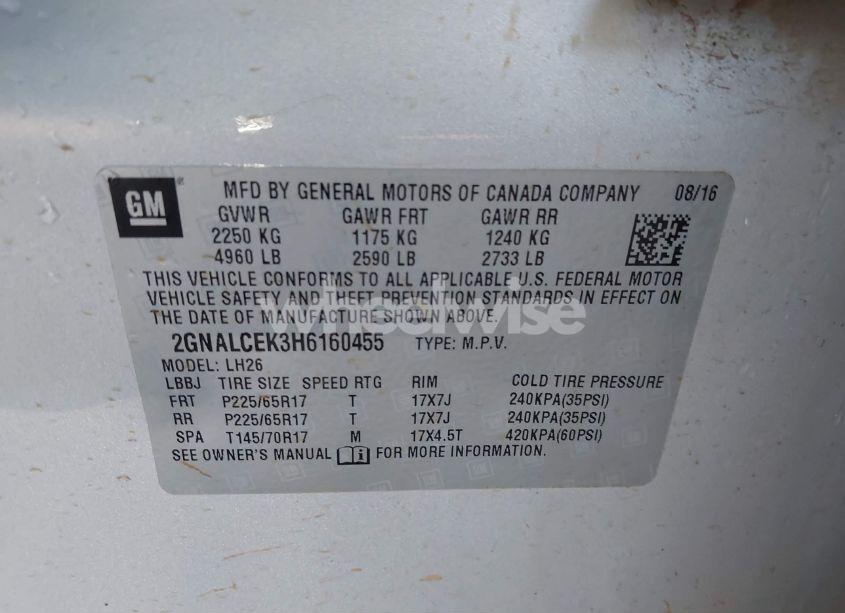 GM
MFD BY GENERAL MOTORS OF CANADA COMPANY 08/16
GVWR GAWR FRT GAWR RR
2250 KG 1175 KG 1240 KG
4960 LB 2590 LB 2733 LB
THIS VEHICLE CONFORMS TO ALL APPLICABLE U.S. FEDERAL MOTOR
VEHICLE SAFETY AND THEFT PREVENTION STANDARDS IN EFFECT ON
THE DATE OF MANUFACTURE SHOWN ABOVE.
wheelwise
2GNALCEK3H6160455 TYPE: M.P.V.
MODEL: LH26
LBBJ TIRE SIZE SPEED RTG RIM COLD TIRE PRESSURE
FRT P225/65R17 T 17X7J 240KPA(35PSI)
RR P225/65R17 T 17X7J 240KPA(35PSI)
SPA T145/70R17 M 17X4.5T 420KPA(60PSI)
SEE OWNER'S MANUAL FOR MORE INFORMATION.